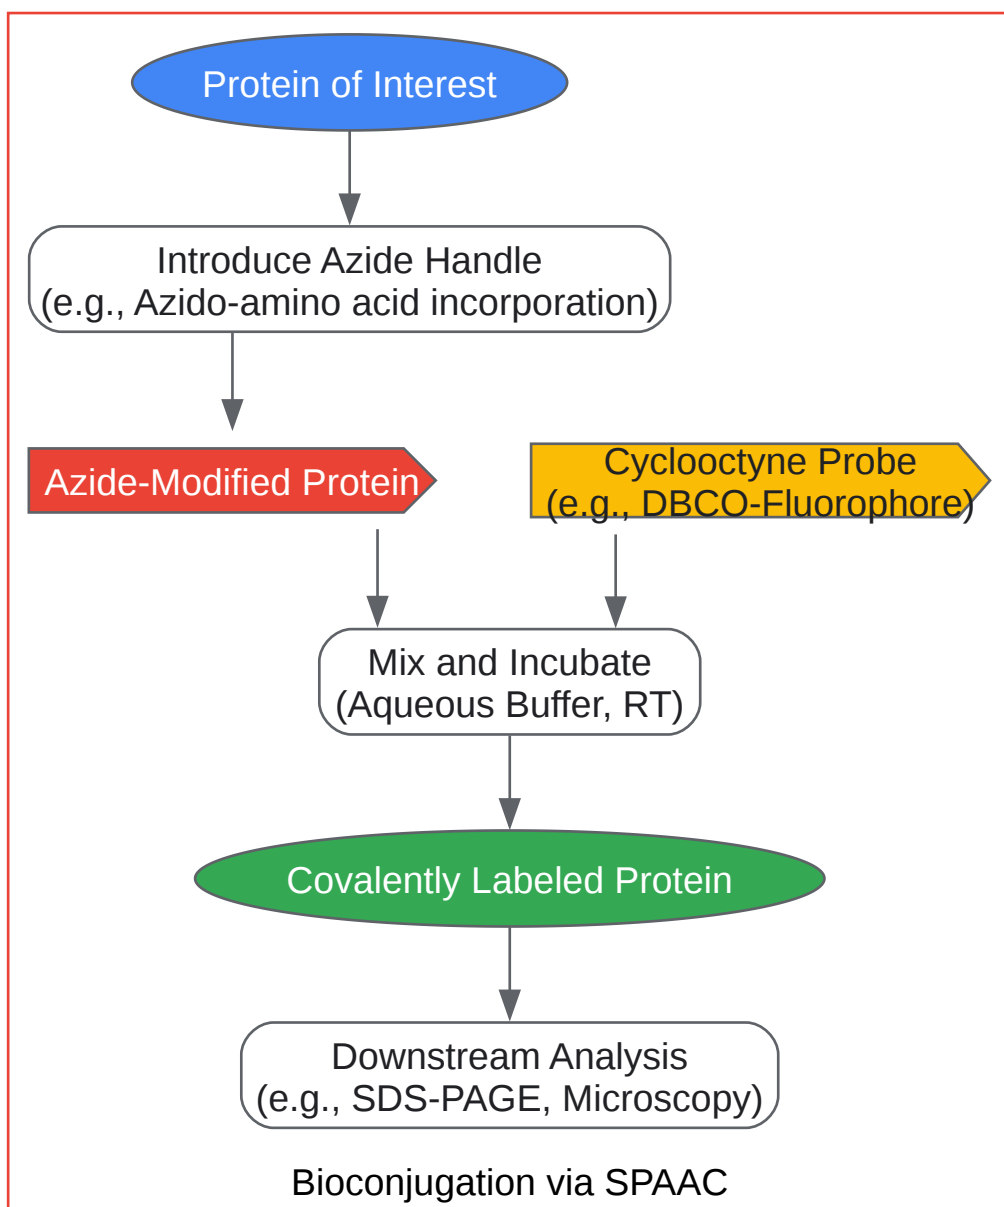 Protein of Interest
Introduce Azide Handle
(e.g., Azido-amino acid incorporation)
Azide-Modified Protein
Cyclooctyne Probe
(e.g., DBCO-Fluorophore)
Mix and Incubate
(Aqueous Buffer, RT)
Covalently Labeled Protein
Downstream Analysis
(e.g., SDS-PAGE, Microscopy)
Bioconjugation via SPAAC